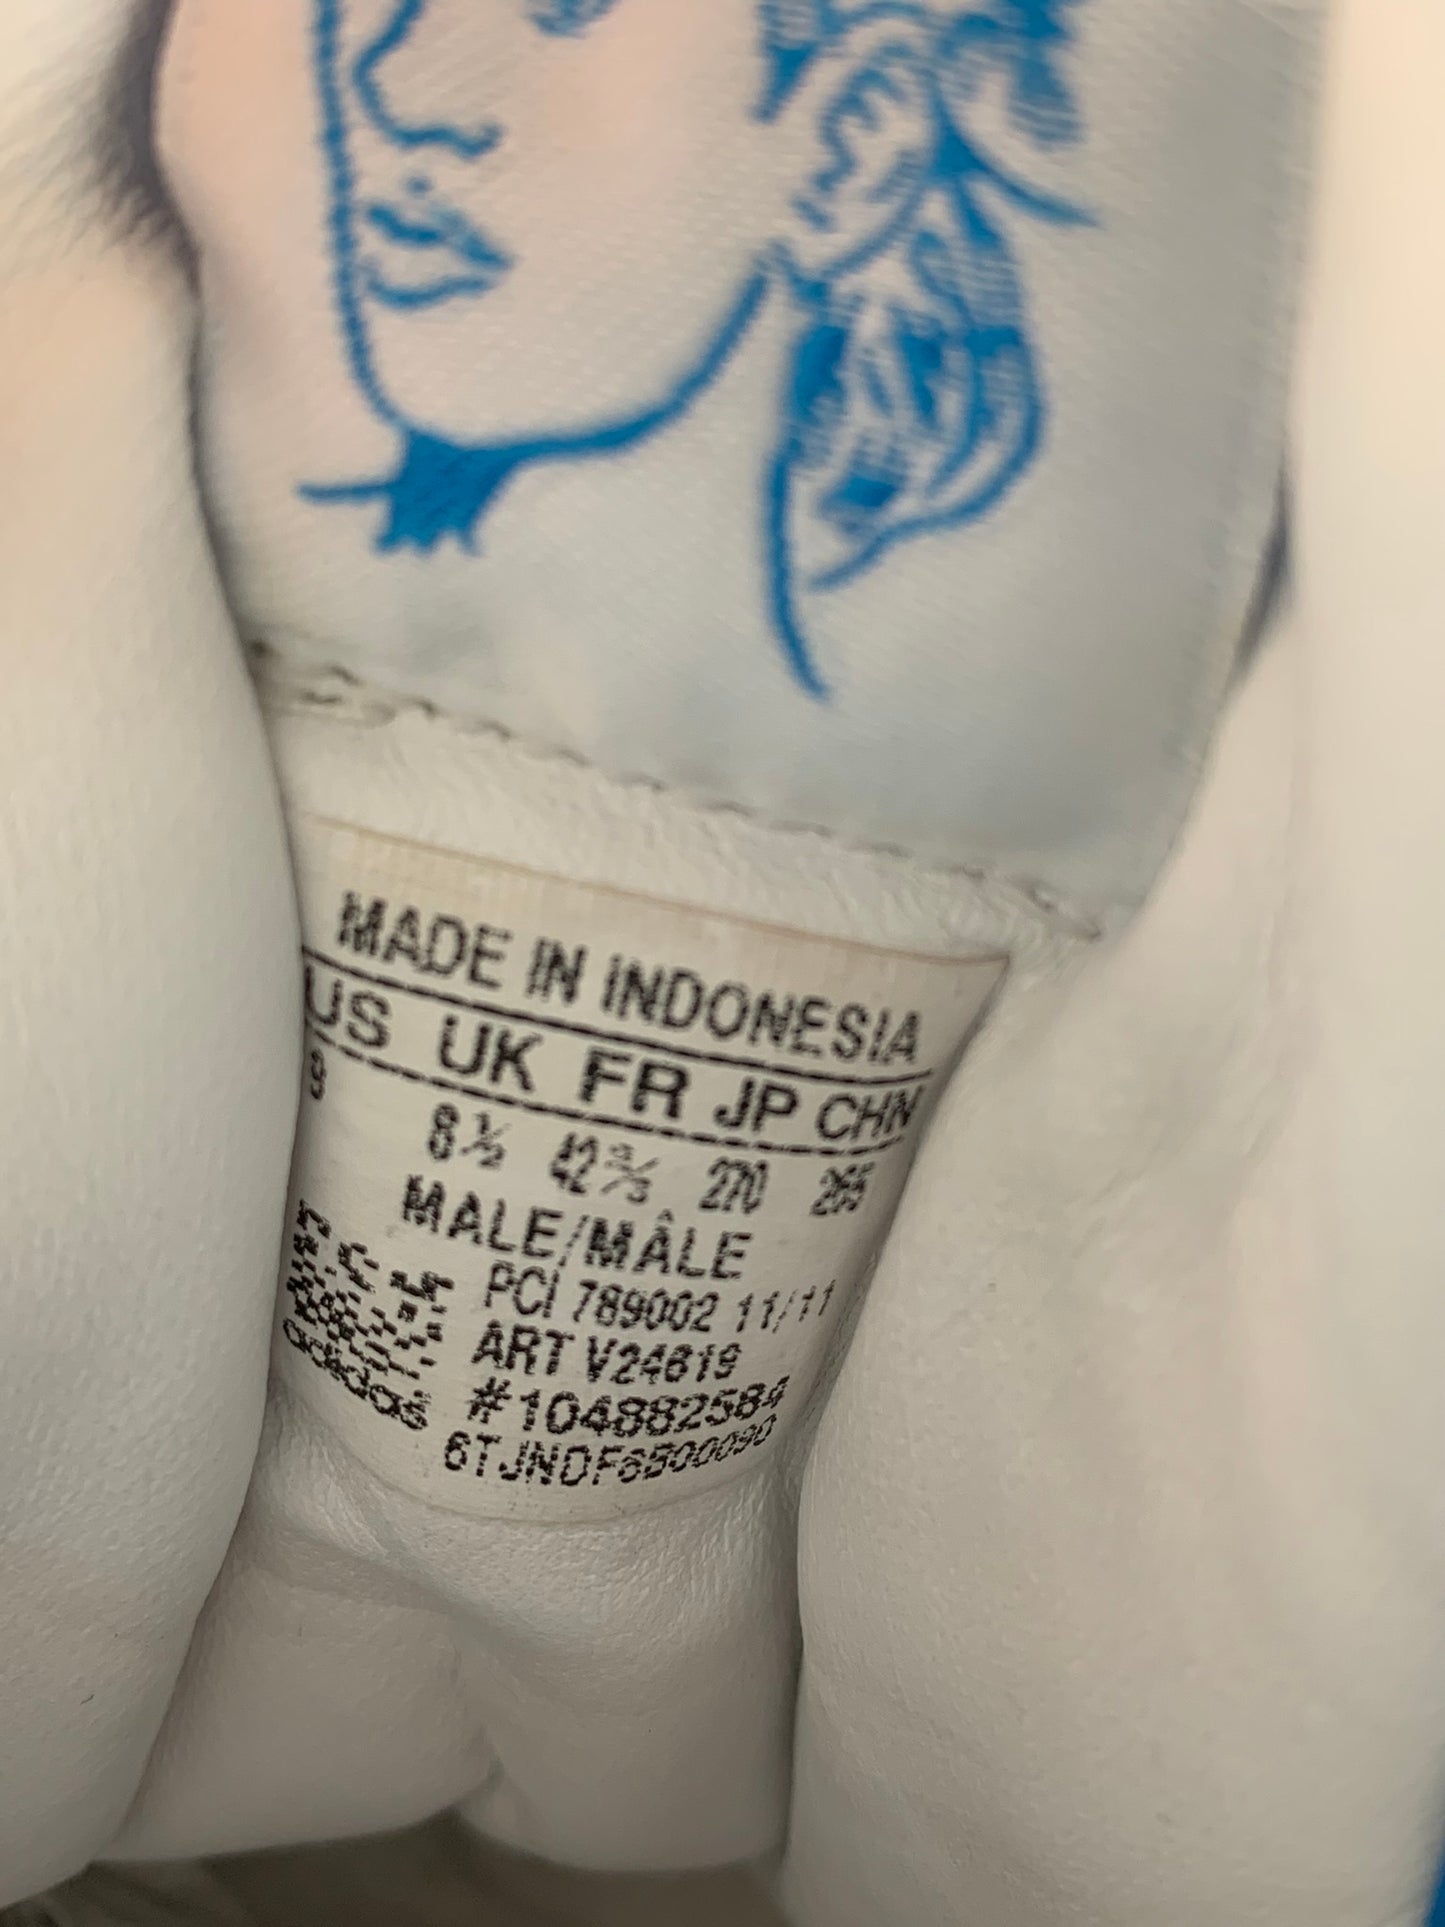 MADE IN INDONESIA
US UK FR JP CHN
9 8½ 42⅔ 270 265
MALE/MÂLE
PCI 789002 11/11
ART V24619
#104882584
6TJNDF6B00090
adidas